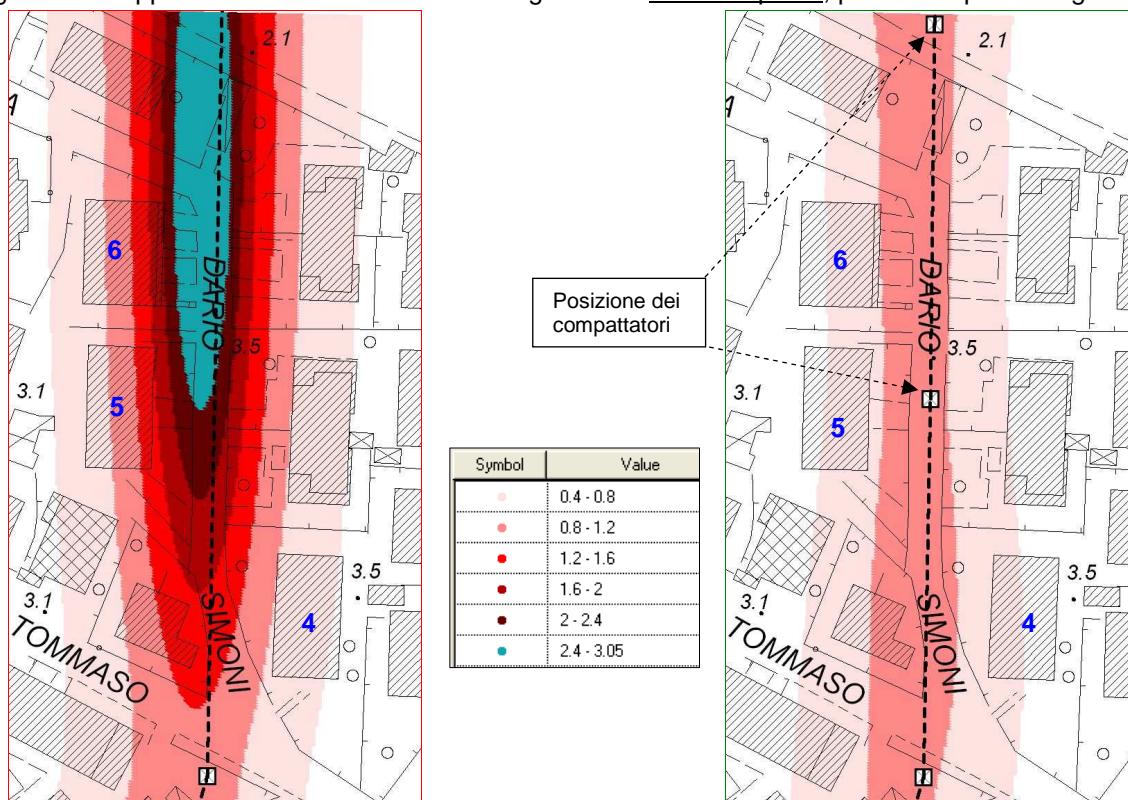 2.1
6
DARIO
3.5
3.1
5
SIMONI
3.5
3.1
TOMMASO
4
Posizione dei
compattatori
Symbol Value
0.4 - 0.8
0.8 - 1.2
1.2 - 1.6
1.6 - 2
2 - 2.4
2.4 - 3.05
2.1
6
DARIO
3.5
3.1
5
SIMONI
3.5
3.1
TOMMASO
4